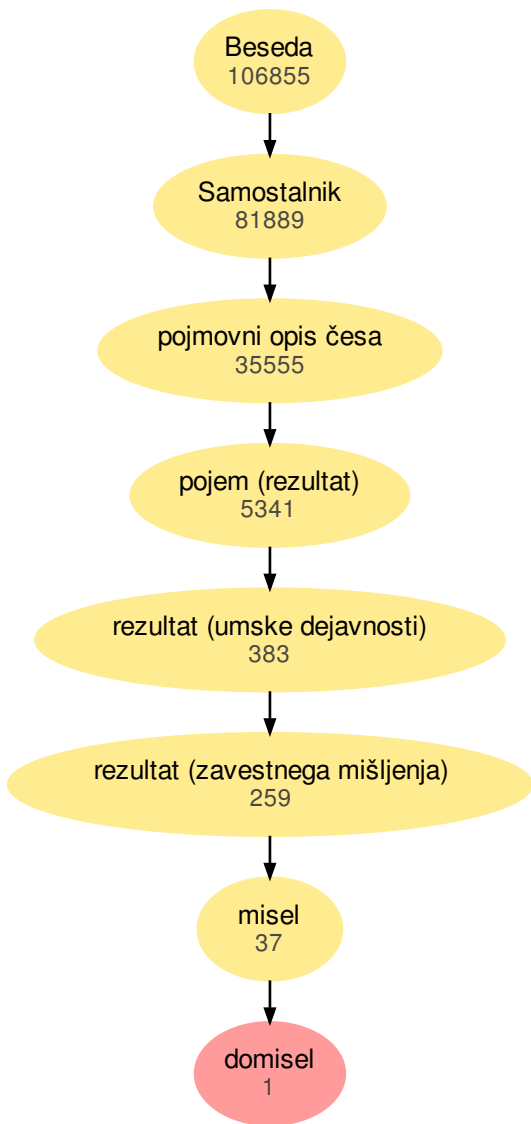 Beseda
106855
Samostalnik
81889
pojmovni opis česa
35555
pojem (rezultat)
5341
rezultat (umske dejavnosti)
383
rezultat (zavestnega mišljenja)
259
misel
37
domisel
1